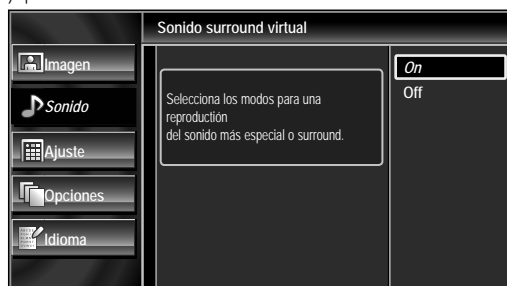 Sonido surround virtual
Imagen
Sonido
Ajuste
Opciones
Idioma
Selecciona los modos para una
reproductión
del sonido más especial o surround.
On
Off